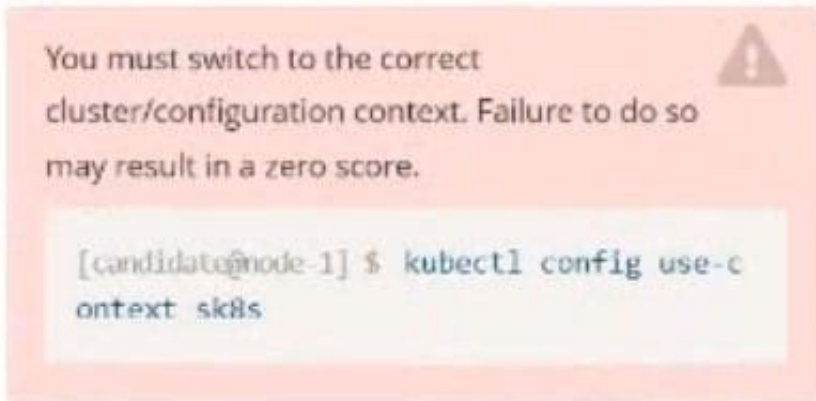 You must switch to the correct
cluster/configuration context. Failure to do so
may result in a zero score.
[candidate@node-1] $ kubectl config use-c
ontext sk8s